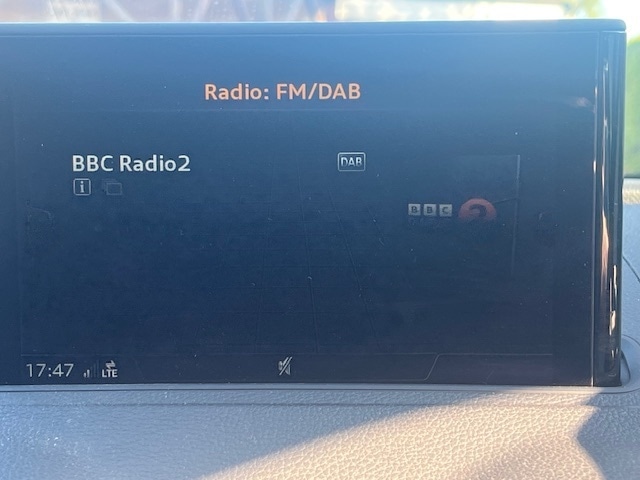 Radio: FM/DAB
BBC Radio2
DAB
i
BBC 2
17:47 LTE